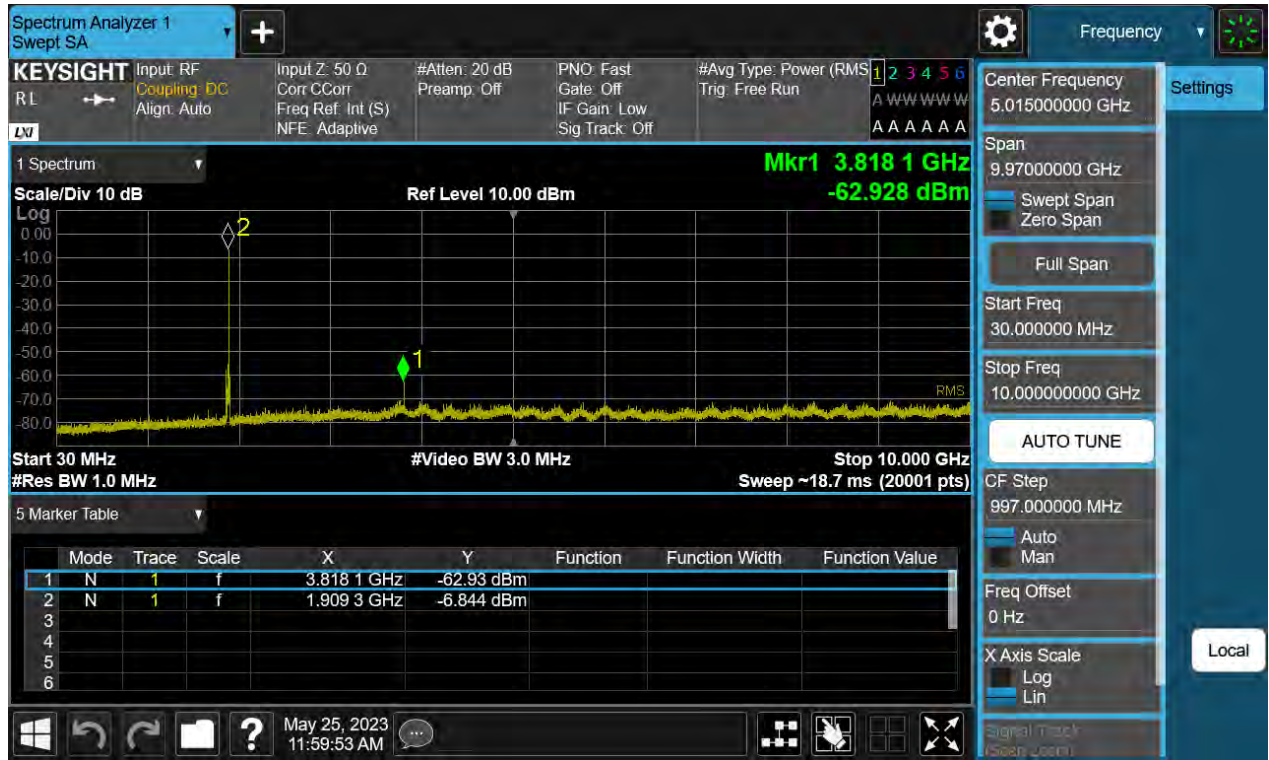 Spectrum Analyzer 1
Swept SA
Frequency
KEYSIGHT
RL
LXI
Input: RF
Coupling: DC
Align: Auto
Input Z: 50 Ω
Corr CCorr
Freq Ref: Int (S)
NFE: Adaptive
#Atten: 20 dB
Preamp: Off
PNO: Fast
Gate: Off
IF Gain: Low
Sig Track: Off
#Avg Type: Power (RMS
Trig: Free Run
1 2 3 4 5 6
A W W W W W
A A A A A A
1 Spectrum
Mkr1 3.818 1 GHz
-62.928 dBm
Scale/Div 10 dB
Ref Level 10.00 dBm
Log
0.00
-10.0
-20.0
-30.0
-40.0
-50.0
-60.0
-70.0
-80.0
2
1
RMS
Start 30 MHz
#Video BW 3.0 MHz
Stop 10.000 GHz
#Res BW 1.0 MHz
Sweep ~18.7 ms (20001 pts)
5 Marker Table
Mode Trace Scale X Y Function Function Width Function Value
1 N 1 f 3.818 1 GHz -62.93 dBm
2 N 1 f 1.909 3 GHz -6.844 dBm
3
4
5
6
May 25, 2023
11:59:53 AM
Center Frequency
5.015000000 GHz
Settings
Span
9.97000000 GHz
Swept Span
Zero Span
Full Span
Start Freq
30.000000 MHz
Stop Freq
10.000000000 GHz
AUTO TUNE
CF Step
997.000000 MHz
Auto
Man
Freq Offset
0 Hz
X Axis Scale
Log
Lin
Local
Signal Track
(Span Zoom)